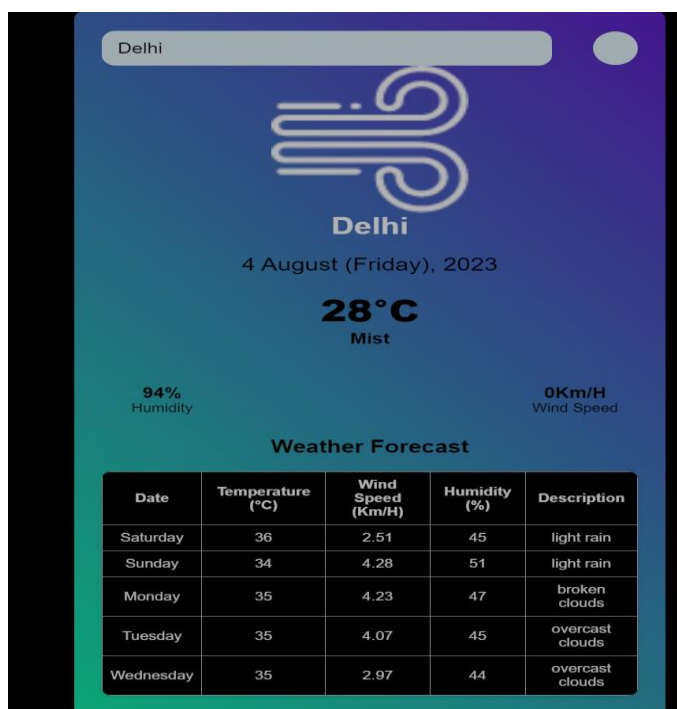 Delhi
Delhi
4 August (Friday), 2023
28°C
Mist
94%
Humidity
0Km/H
Wind Speed
Weather Forecast
Date Temperature (°C) Wind Speed (Km/H) Humidity (%) Description
Saturday 36 2.51 45 light rain
Sunday 34 4.28 51 light rain
Monday 35 4.23 47 broken clouds
Tuesday 35 4.07 45 overcast clouds
Wednesday 35 2.97 44 overcast clouds